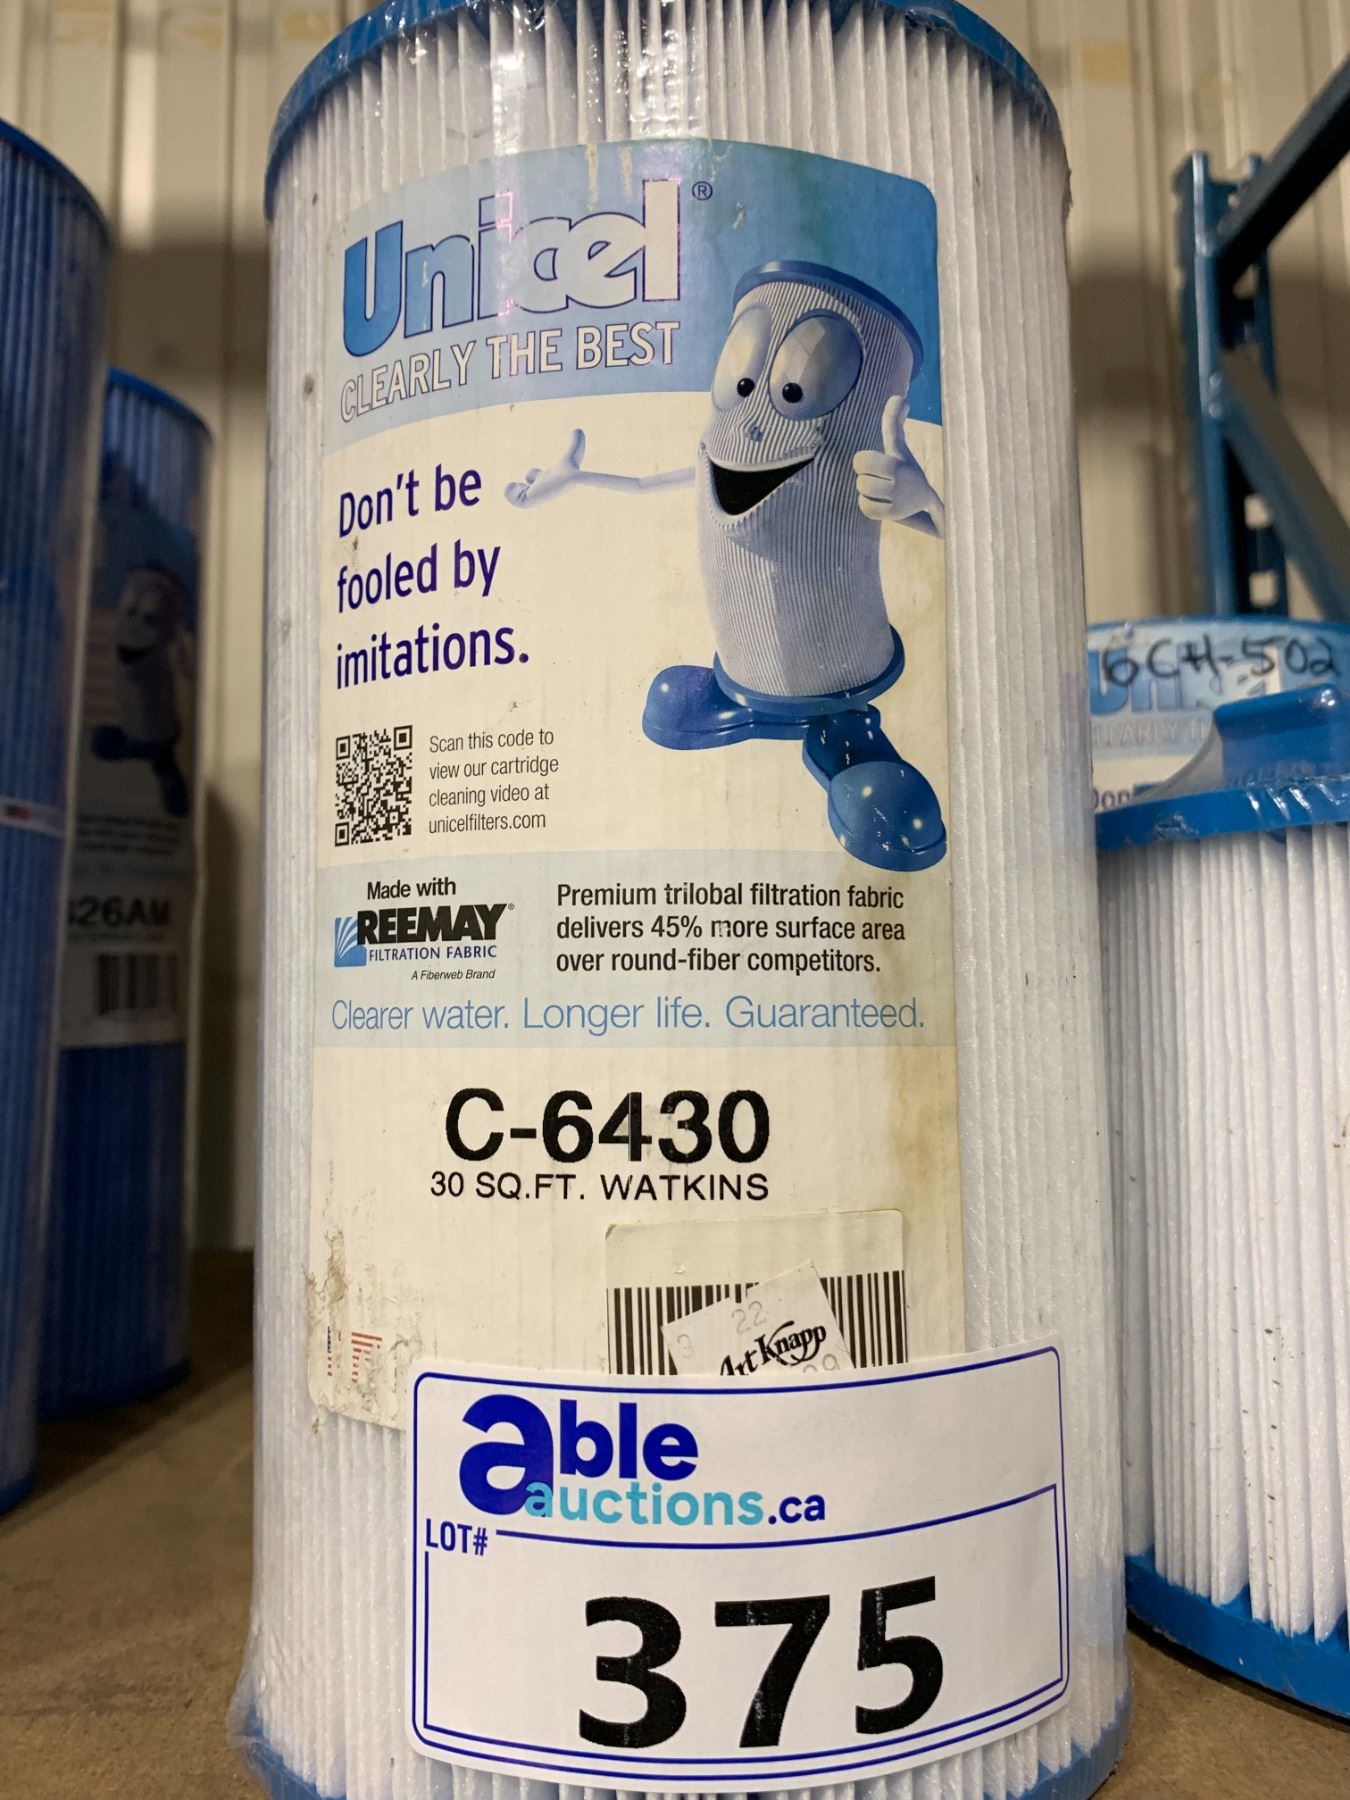 Unicel®
CLEARLY THE BEST
Don't be
fooled by
imitations.
Scan this code to
view our cartridge
cleaning video at
unicelfilters.com
Made with
REEMAY®
FILTRATION FABRIC
A Fiberweb Brand
Premium trilobal filtration fabric
delivers 45% more surface area
over round-fiber competitors.
Clearer water. Longer life. Guaranteed.
C-6430
30 SQ.FT. WATKINS
3 22
Art Knapp
able
auctions.ca
LOT#
375
6CH-502
26AM